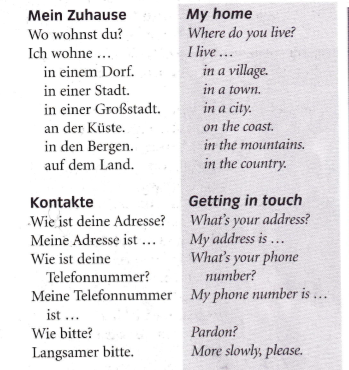 Mein Zuhause
Wo wohnst du?
Ich wohne …
in einem Dorf.
in einer Stadt.
in einer Großstadt.
an der Küste.
in den Bergen.
auf dem Land.
Kontakte
Wie ist deine Adresse?
Meine Adresse ist …
Wie ist deine
Telefonnummer?
Meine Telefonnummer
ist …
Wie bitte?
Langsamer bitte.
My home
Where do you live?
I live …
in a village.
in a town.
in a city.
on the coast.
in the mountains.
in the country.
Getting in touch
What's your address?
My address is …
What's your phone
number?
My phone number is …
Pardon?
More slowly, please.